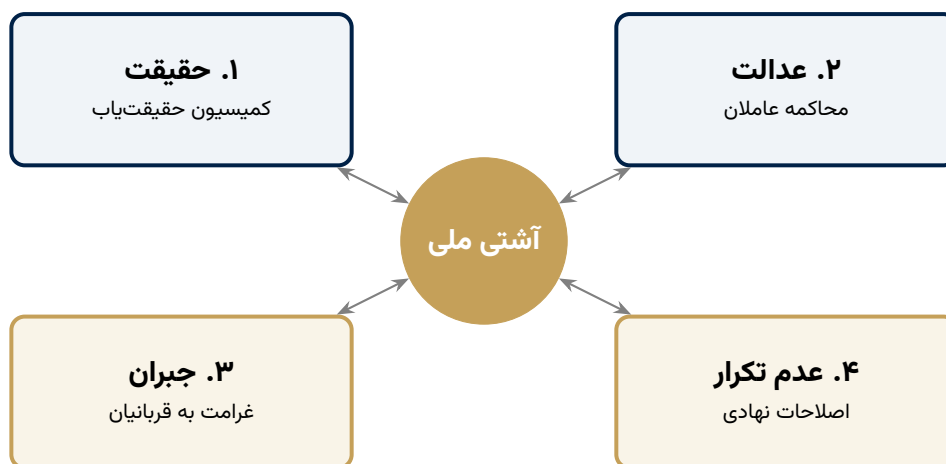 ۱. حقیقت
کمیسیون حقیقت‌یاب
۲. عدالت
محاکمه عاملان
آشتی ملی
۳. جبران
غرامت به قربانیان
۴. عدم تکرار
اصلاحات نهادی